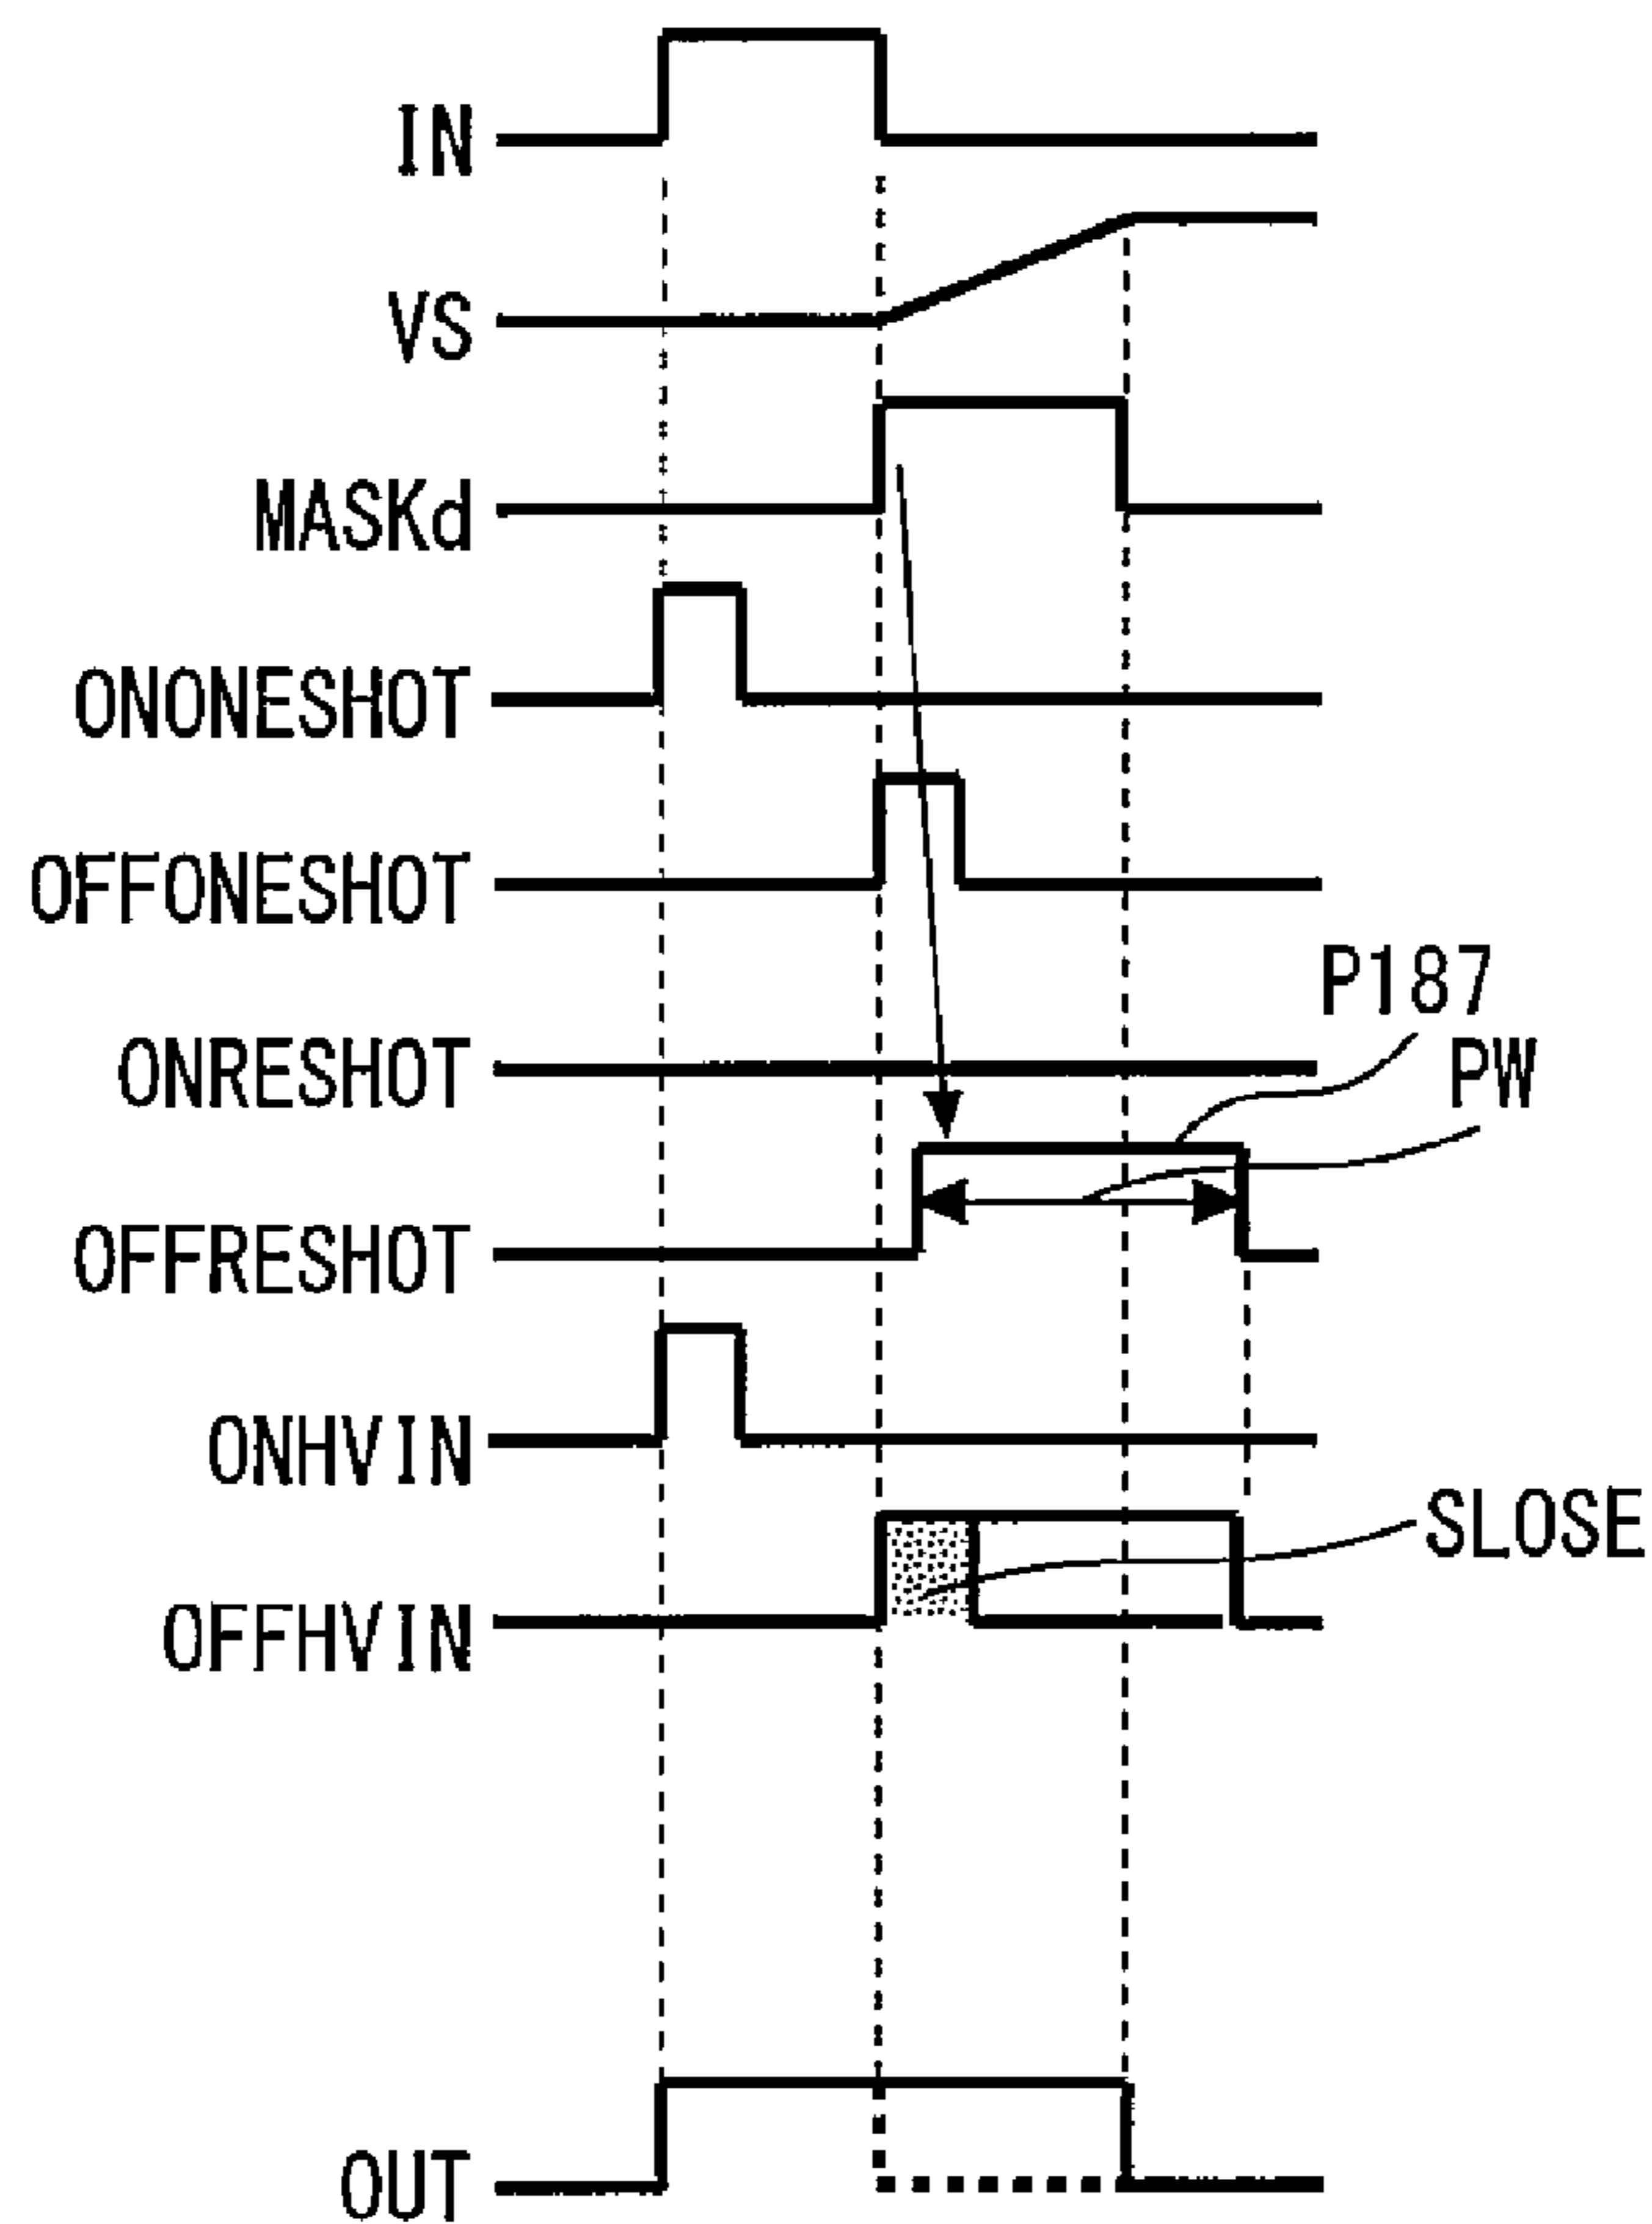 IN
VS
MASKd
ONONESHOT
OFFONESHOT
P187
ONRESHOT
PW
OFFRESHOT
ONHVIN
SLOSE
OFFHVIN
OUT